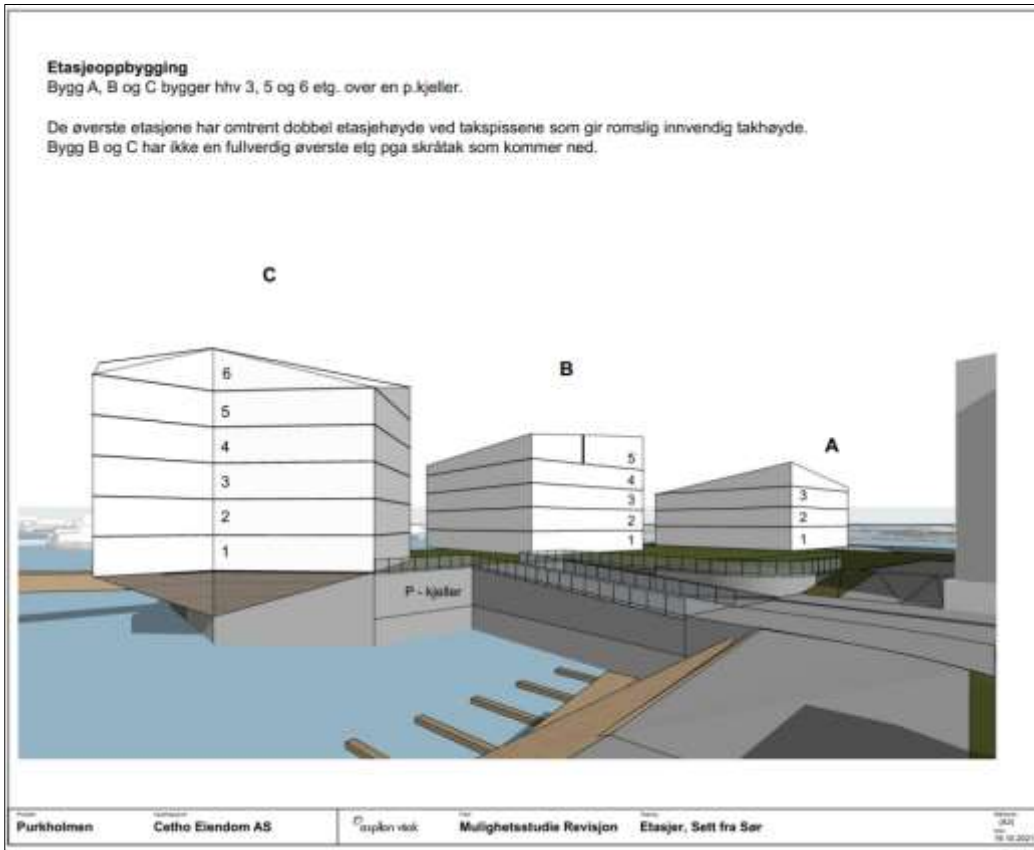 Etasjeoppbygging
Bygg A, B og C bygger hhv 3, 5 og 6 etg. over en p.kjeller.
De øverste etasjene har omtrent dobbel etasjehøyde ved takspissene som gir romslig innvendig takhøyde.
Bygg B og C har ikke en fullverdig øverste etg pga skråtak som kommer ned.
C
B
A
6
5
4
3
2
1
5
4
3
2
1
3
2
1
P - kjeller
Purkholmen
Cetho Eiendom AS
asplan viak
Mulighetsstudie Revisjon
Etasjer, Sett fra Sør